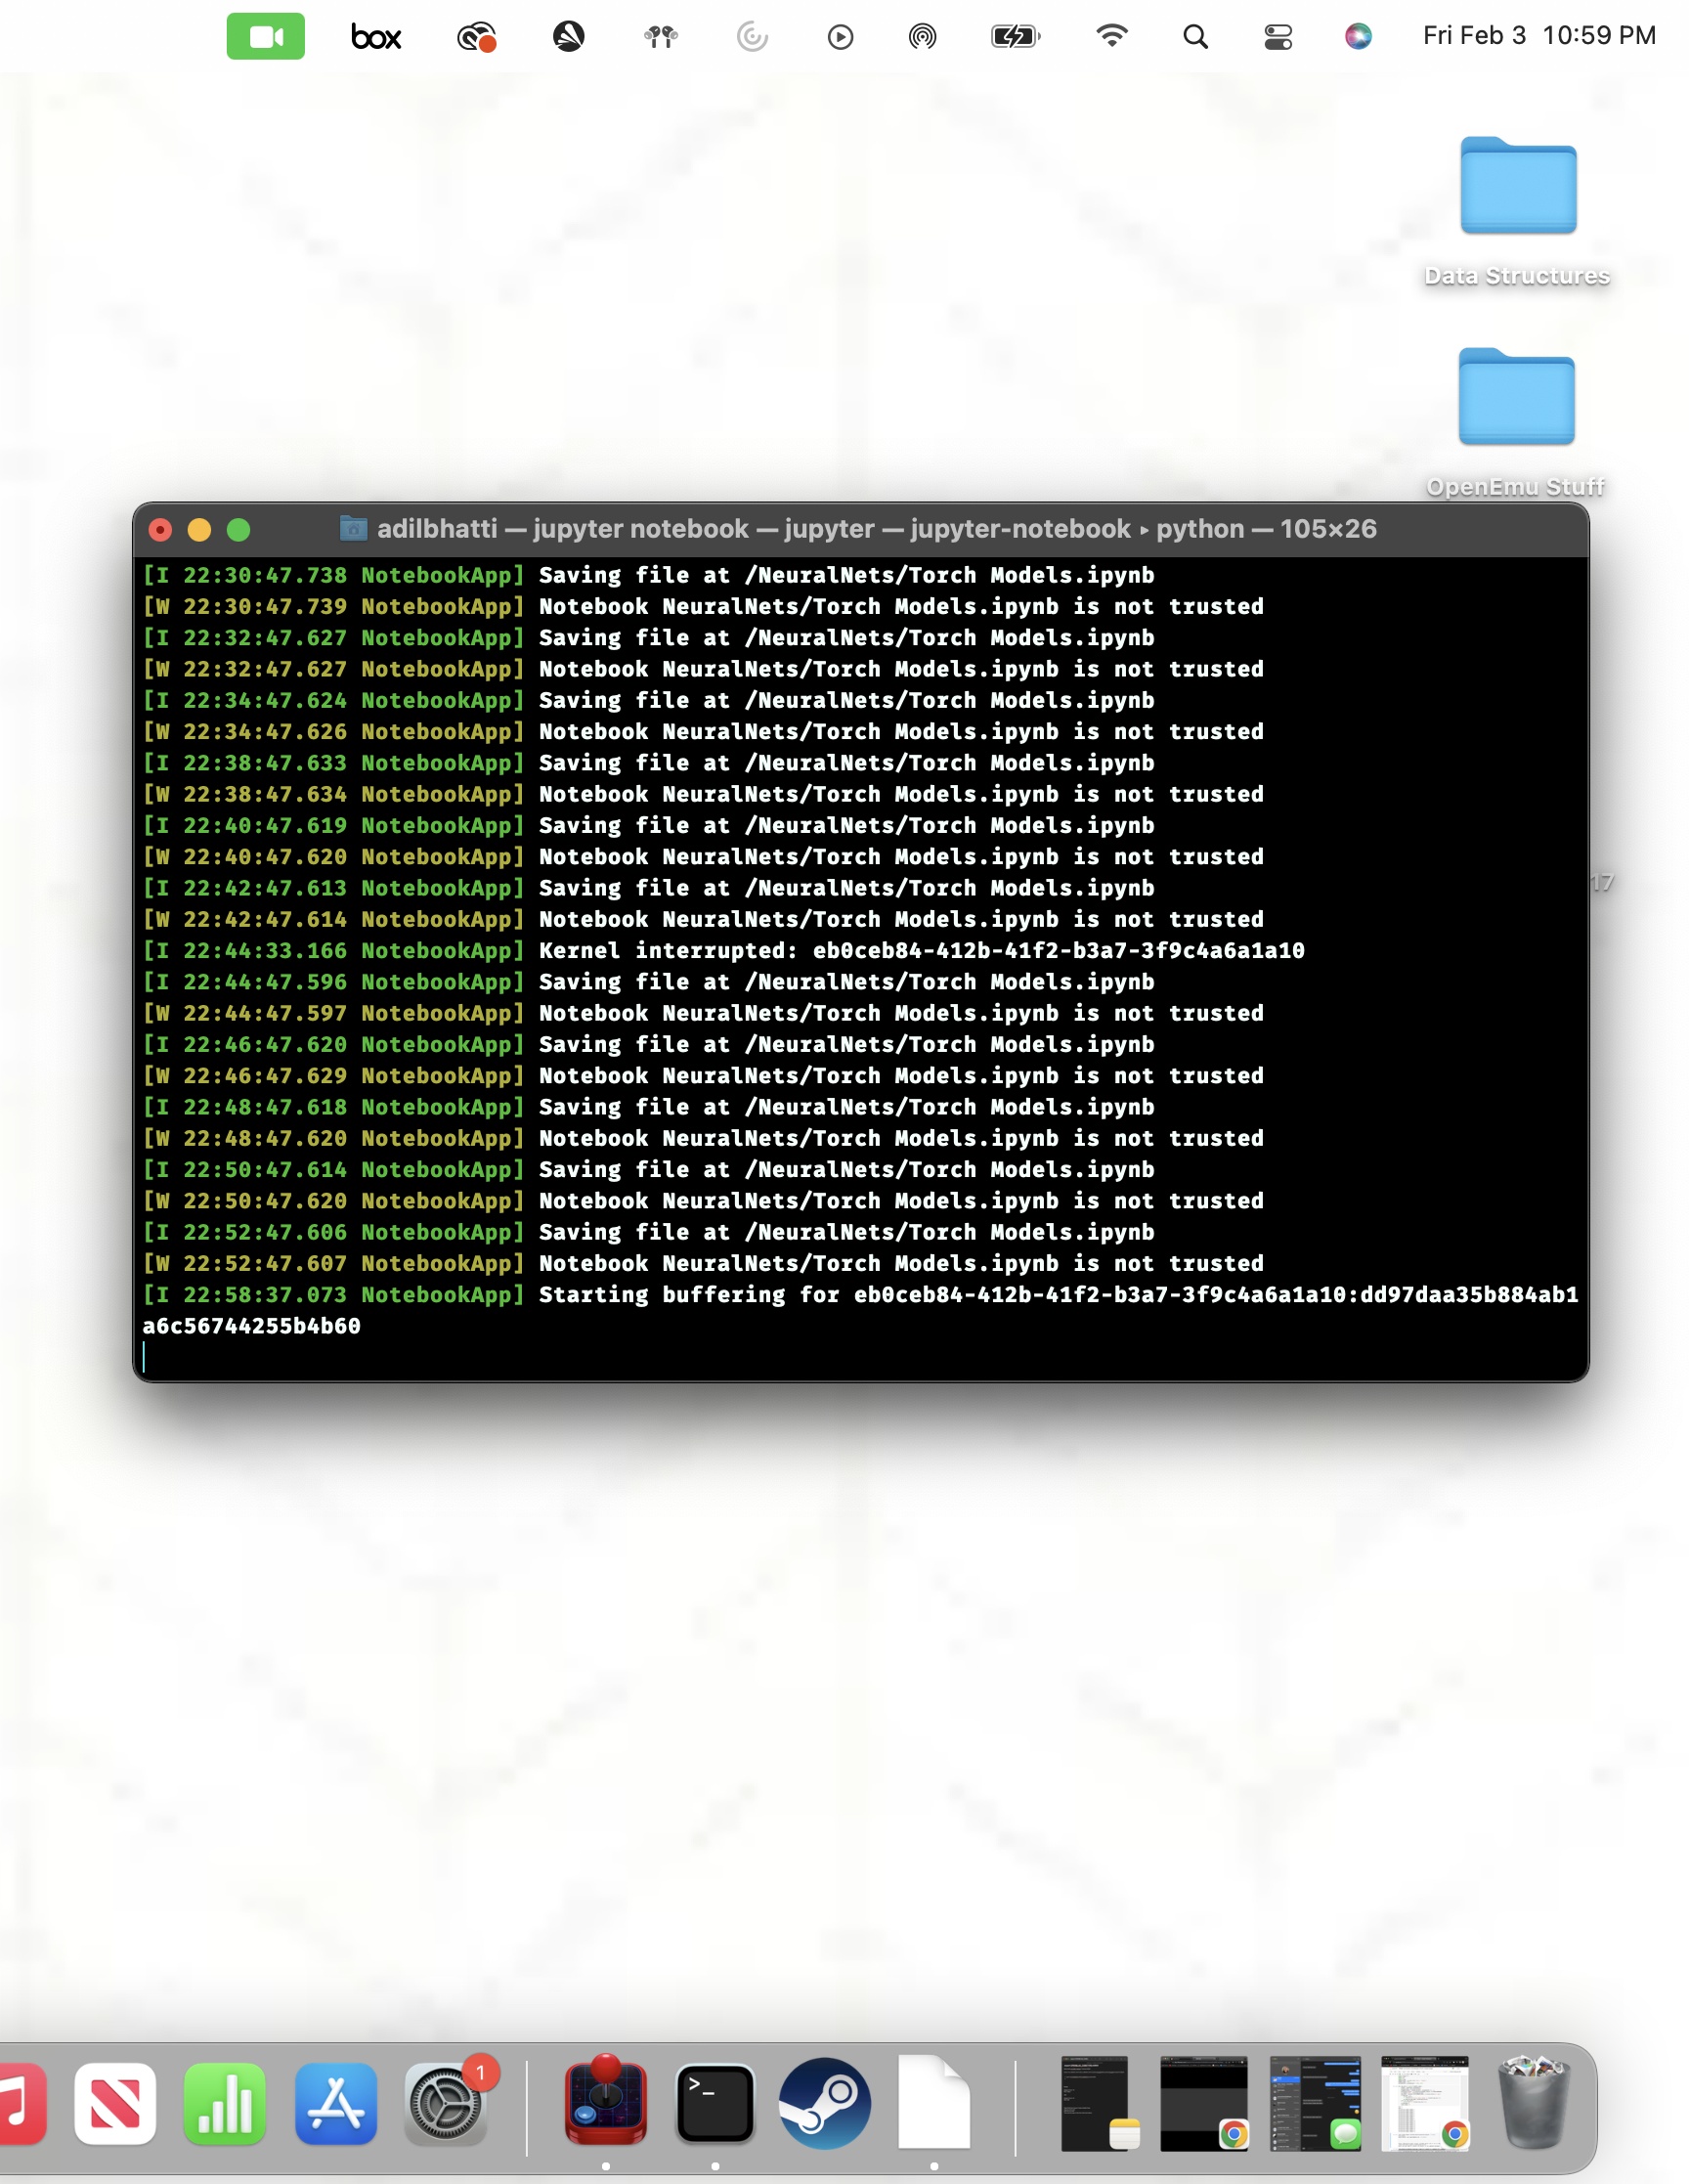 box
Fri Feb 3 10:59 PM
Data Structures
OpenEmu Stuff
adilbhatti — jupyter notebook — jupyter — jupyter-notebook ▸ python — 105×26
[I 22:30:47.738 NotebookApp] Saving file at /NeuralNets/Torch Models.ipynb
[W 22:30:47.739 NotebookApp] Notebook NeuralNets/Torch Models.ipynb is not trusted
[I 22:32:47.627 NotebookApp] Saving file at /NeuralNets/Torch Models.ipynb
[W 22:32:47.627 NotebookApp] Notebook NeuralNets/Torch Models.ipynb is not trusted
[I 22:34:47.624 NotebookApp] Saving file at /NeuralNets/Torch Models.ipynb
[W 22:34:47.626 NotebookApp] Notebook NeuralNets/Torch Models.ipynb is not trusted
[I 22:38:47.633 NotebookApp] Saving file at /NeuralNets/Torch Models.ipynb
[W 22:38:47.634 NotebookApp] Notebook NeuralNets/Torch Models.ipynb is not trusted
[I 22:40:47.619 NotebookApp] Saving file at /NeuralNets/Torch Models.ipynb
[W 22:40:47.620 NotebookApp] Notebook NeuralNets/Torch Models.ipynb is not trusted
[I 22:42:47.613 NotebookApp] Saving file at /NeuralNets/Torch Models.ipynb
17
[W 22:42:47.614 NotebookApp] Notebook NeuralNets/Torch Models.ipynb is not trusted
[I 22:44:33.166 NotebookApp] Kernel interrupted: eb0ceb84-412b-41f2-b3a7-3f9c4a6a1a10
[I 22:44:47.596 NotebookApp] Saving file at /NeuralNets/Torch Models.ipynb
[W 22:44:47.597 NotebookApp] Notebook NeuralNets/Torch Models.ipynb is not trusted
[I 22:46:47.620 NotebookApp] Saving file at /NeuralNets/Torch Models.ipynb
[W 22:46:47.629 NotebookApp] Notebook NeuralNets/Torch Models.ipynb is not trusted
[I 22:48:47.618 NotebookApp] Saving file at /NeuralNets/Torch Models.ipynb
[W 22:48:47.620 NotebookApp] Notebook NeuralNets/Torch Models.ipynb is not trusted
[I 22:50:47.614 NotebookApp] Saving file at /NeuralNets/Torch Models.ipynb
[W 22:50:47.620 NotebookApp] Notebook NeuralNets/Torch Models.ipynb is not trusted
[I 22:52:47.606 NotebookApp] Saving file at /NeuralNets/Torch Models.ipynb
[W 22:52:47.607 NotebookApp] Notebook NeuralNets/Torch Models.ipynb is not trusted
[I 22:58:37.073 NotebookApp] Starting buffering for eb0ceb84-412b-41f2-b3a7-3f9c4a6a1a10:dd97daa35b884ab1
a6c56744255b4b60
1
>_